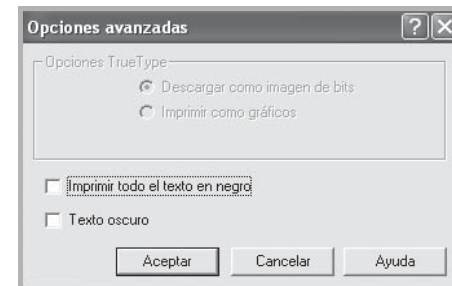 Opciones avanzadas
Opciones TrueType
Descargar como imagen de bits
Imprimir como gráficos
Imprimir todo el texto en negro
Texto oscuro
Aceptar Cancelar Ayuda